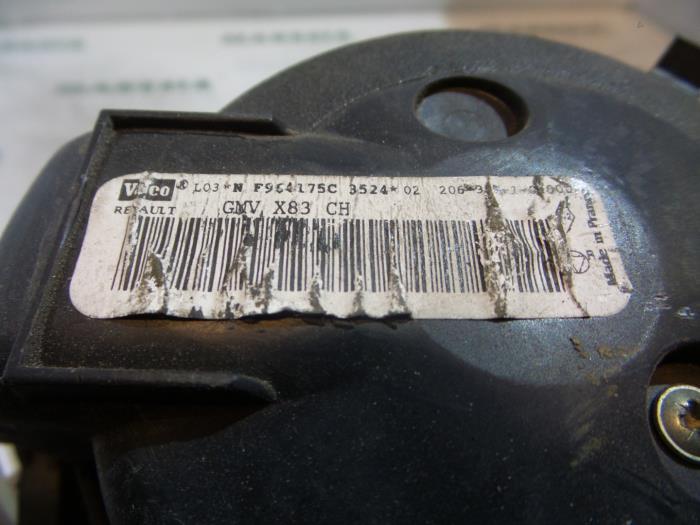 Valeo® L03*N F964175C 3524*02
RENAULT GMV X83 CH
Made in France